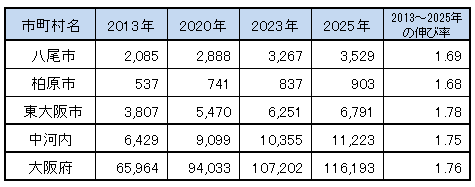 市町村名 2013年 2020年 2023年 2025年 2013～2025年の伸び率
八尾市 2,085 2,888 3,267 3,529 1.69
柏原市 537 741 837 903 1.68
東大阪市 3,807 5,470 6,251 6,791 1.78
中河内 6,429 9,099 10,355 11,223 1.75
大阪府 65,964 94,033 107,202 116,193 1.76